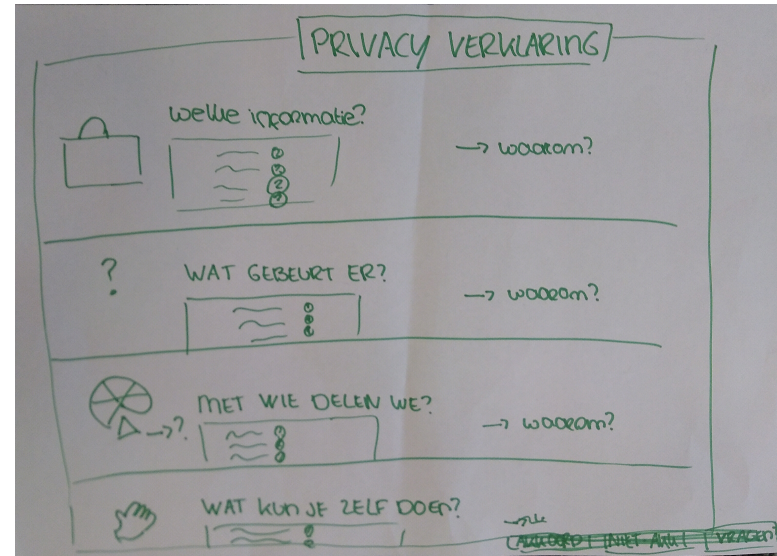 PRIVACY VERKLARING
Welke informatie?
→ waarom?
?
WAT GEBEURT ER?
→ waarom?
MET WIE DELEN WE?
→ ?
→ waarom?
WAT KUN JE ZELF DOEN?
AKKOORD NIET AKK VRAGEN